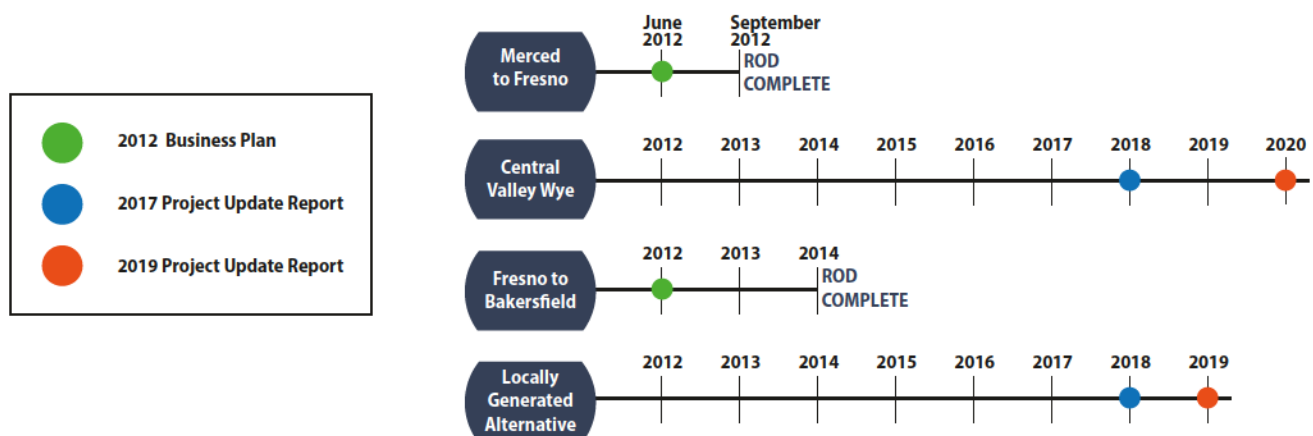 2012 Business Plan
2017 Project Update Report
2019 Project Update Report
June
2012
September
2012
Merced
to Fresno
ROD
COMPLETE
2012 2013 2014 2015 2016 2017 2018 2019 2020
Central
Valley Wye
2012 2013 2014
Fresno to
Bakersfield
ROD
COMPLETE
2012 2013 2014 2015 2016 2017 2018 2019
Locally
Generated
Alternative